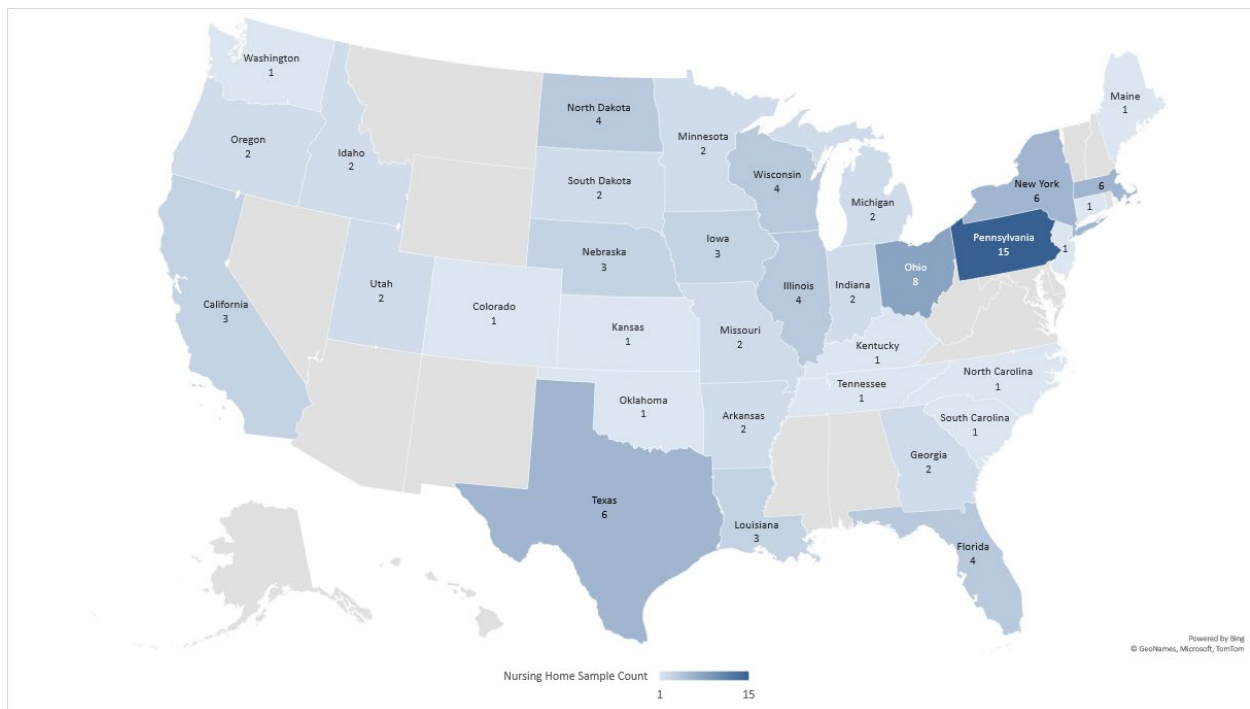 Washington
1
Oregon
2
Idaho
2
California
3
Utah
2
Colorado
1
North Dakota
4
South Dakota
2
Nebraska
3
Kansas
1
Oklahoma
1
Texas
6
Minnesota
2
Iowa
3
Missouri
2
Arkansas
2
Louisiana
3
Wisconsin
4
Illinois
4
Michigan
2
Indiana
2
Ohio
8
Kentucky
1
Tennessee
1
North Carolina
1
South Carolina
1
Georgia
2
Florida
4
Pennsylvania
15
New York
6
Maine
1
6
1
1
Powered by Bing
© GeoNames, Microsoft, TomTom
Nursing Home Sample Count
1
15